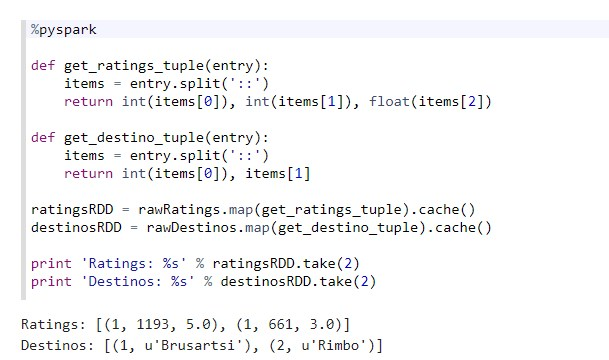 %pyspark
def get_ratings_tuple(entry):
    items = entry.split('::')
    return int(items[0]), int(items[1]), float(items[2])
def get_destino_tuple(entry):
    items = entry.split('::')
    return int(items[0]), items[1]
ratingsRDD = rawRatings.map(get_ratings_tuple).cache()
destinosRDD = rawDestinos.map(get_destino_tuple).cache()
print 'Ratings: %s' % ratingsRDD.take(2)
print 'Destinos: %s' % destinosRDD.take(2)
Ratings: [(1, 1193, 5.0), (1, 661, 3.0)]
Destinos: [(1, u'Brusartsi'), (2, u'Rimbo')]